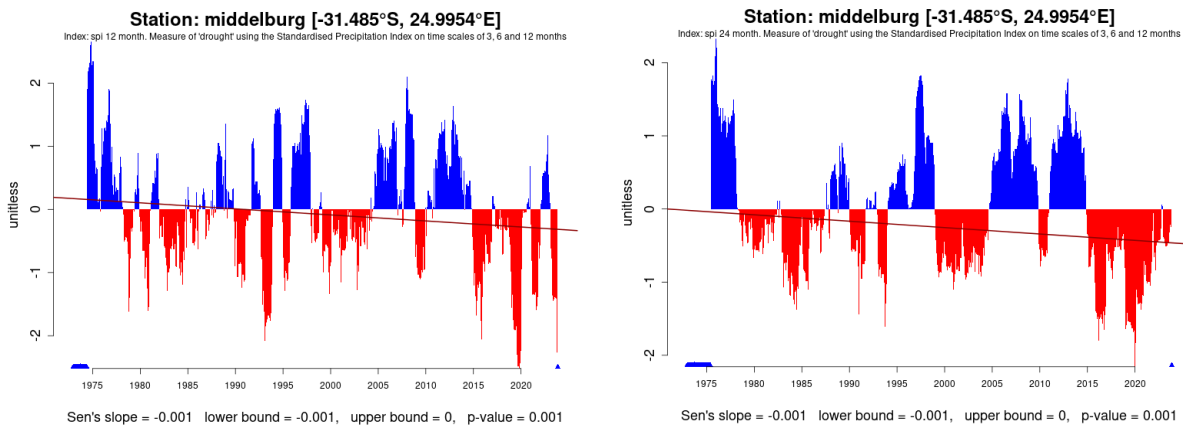 Station: middelburg [-31.485°S, 24.9954°E]
Index: spi 12 month. Measure of 'drought' using the Standardised Precipitation Index on time scales of 3, 6 and 12 months
unitless
2
1
0
-1
-2
1975 1980 1985 1990 1995 2000 2005 2010 2015 2020
Sen's slope = -0.001 lower bound = -0.001, upper bound = 0, p-value = 0.001
Station: middelburg [-31.485°S, 24.9954°E]
Index: spi 24 month. Measure of 'drought' using the Standardised Precipitation Index on time scales of 3, 6 and 12 months
unitless
2
1
0
-1
-2
1975 1980 1985 1990 1995 2000 2005 2010 2015 2020
Sen's slope = -0.001 lower bound = -0.001, upper bound = 0, p-value = 0.001